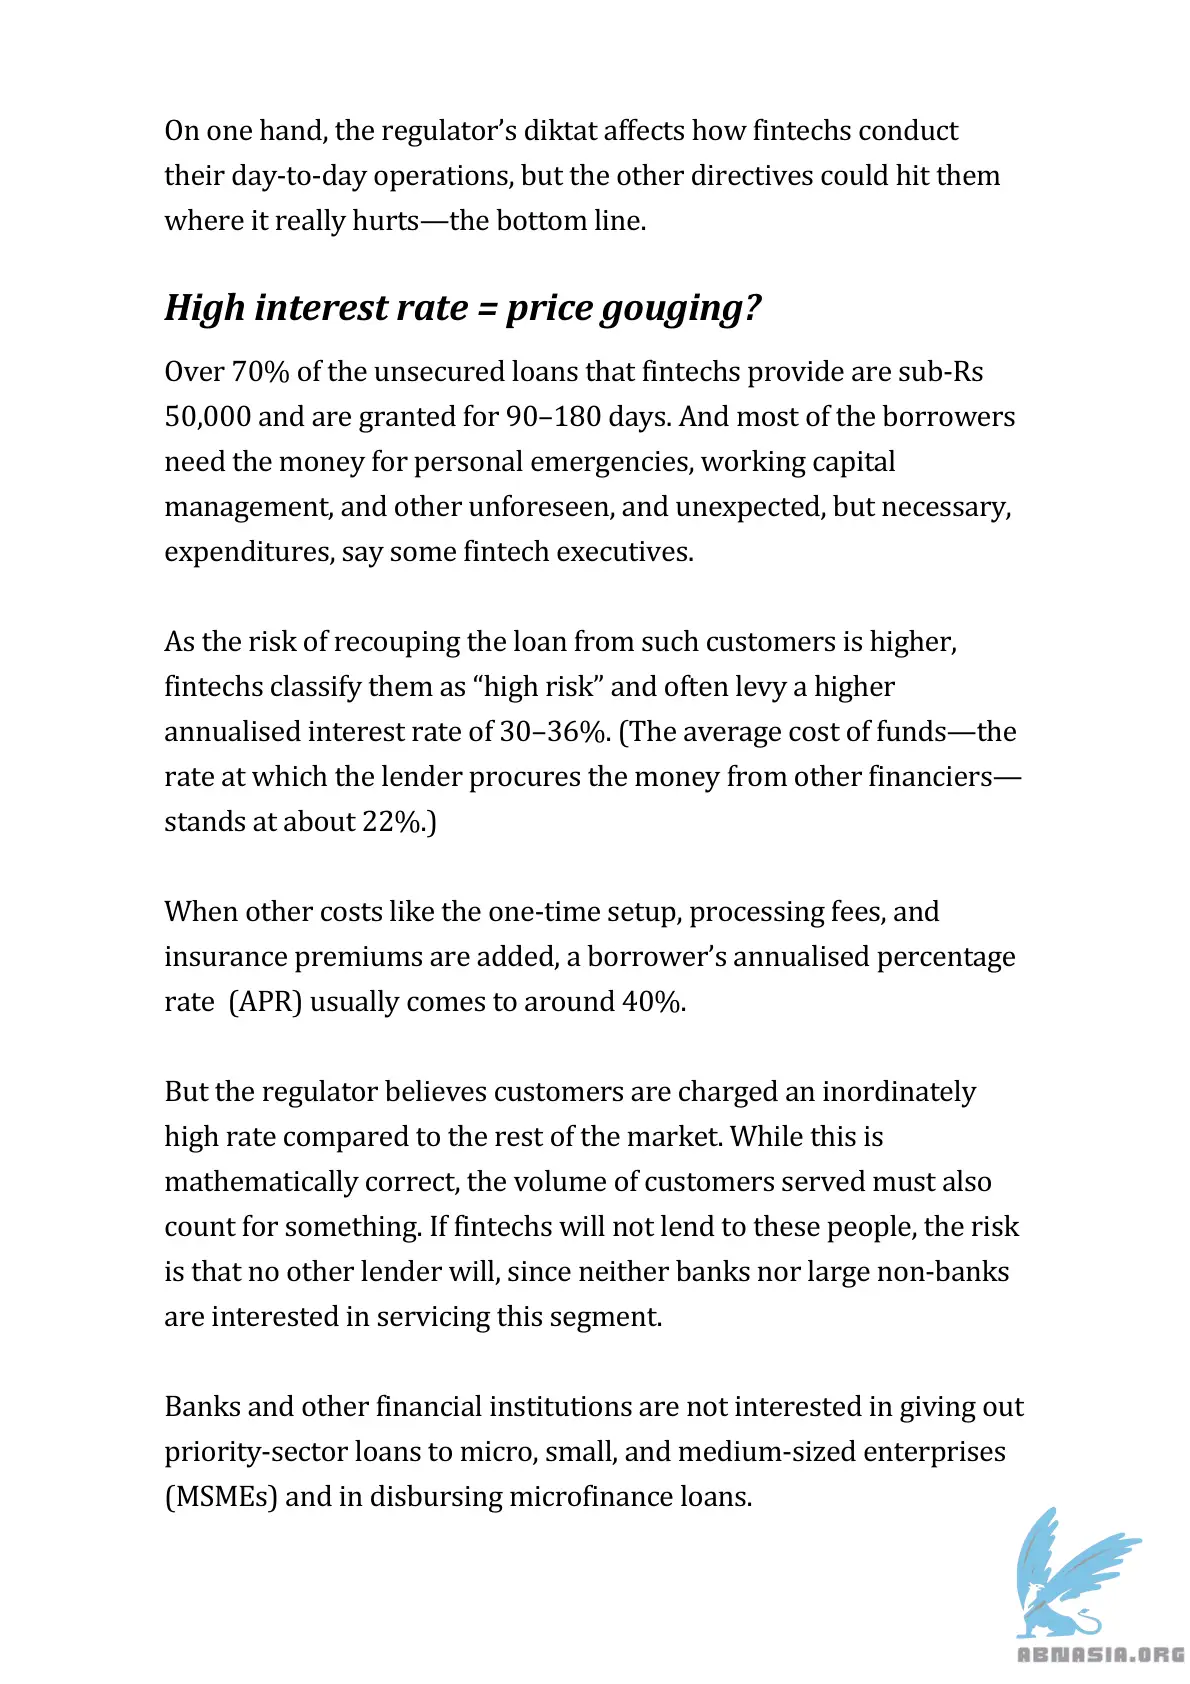 On one hand, the regulator’s diktat affects how fintechs conduct
their day-to-day operations, but the other directives could hit them
where it really hurts—the bottom line.
High interest rate = price gouging?
Over 70% of the unsecured loans that fintechs provide are sub-Rs
50,000 and are granted for 90–180 days. And most of the borrowers
need the money for personal emergencies, working capital
management, and other unforeseen, and unexpected, but necessary,
expenditures, say some fintech executives.
As the risk of recouping the loan from such customers is higher,
fintechs classify them as “high risk” and often levy a higher
annualised interest rate of 30–36%. (The average cost of funds—the
rate at which the lender procures the money from other financiers—
stands at about 22%.)
When other costs like the one-time setup, processing fees, and
insurance premiums are added, a borrower’s annualised percentage
rate  (APR) usually comes to around 40%.
But the regulator believes customers are charged an inordinately
high rate compared to the rest of the market. While this is
mathematically correct, the volume of customers served must also
count for something. If fintechs will not lend to these people, the risk
is that no other lender will, since neither banks nor large non-banks
are interested in servicing this segment.
Banks and other financial institutions are not interested in giving out
priority-sector loans to micro, small, and medium-sized enterprises
(MSMEs) and in disbursing microfinance loans.
ABNASIA.ORG